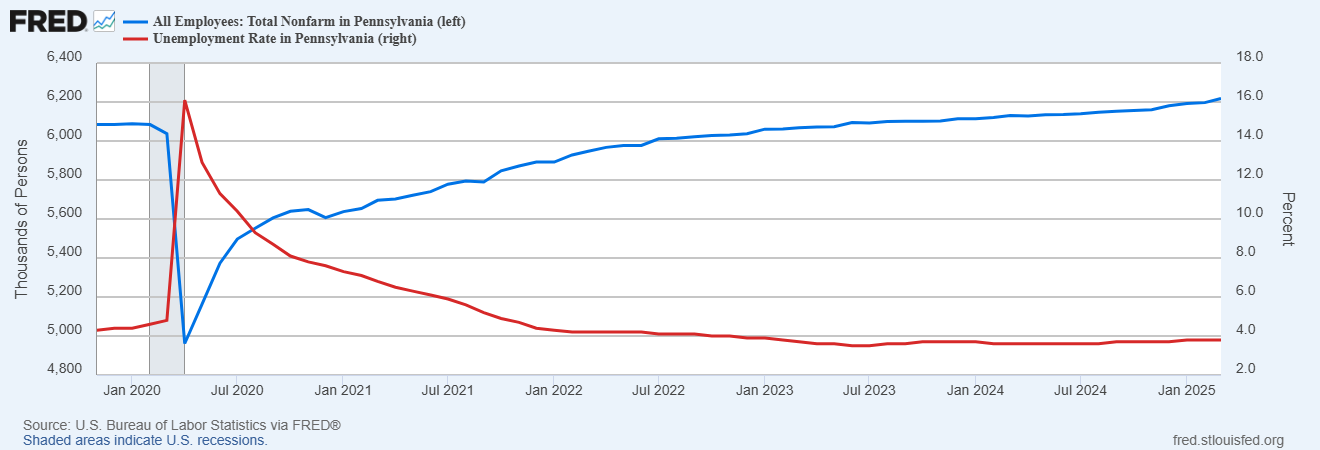 FRED
All Employees: Total Nonfarm in Pennsylvania (left)
Unemployment Rate in Pennsylvania (right)
6,400
6,200
6,000
5,800
5,600
5,400
5,200
5,000
4,800
Thousands of Persons
18.0
16.0
14.0
12.0
10.0
8.0
6.0
4.0
2.0
Percent
Jan 2020
Jul 2020
Jan 2021
Jul 2021
Jan 2022
Jul 2022
Jan 2023
Jul 2023
Jan 2024
Jul 2024
Jan 2025
Source: U.S. Bureau of Labor Statistics via FRED®
Shaded areas indicate U.S. recessions.
fred.stlouisfed.org